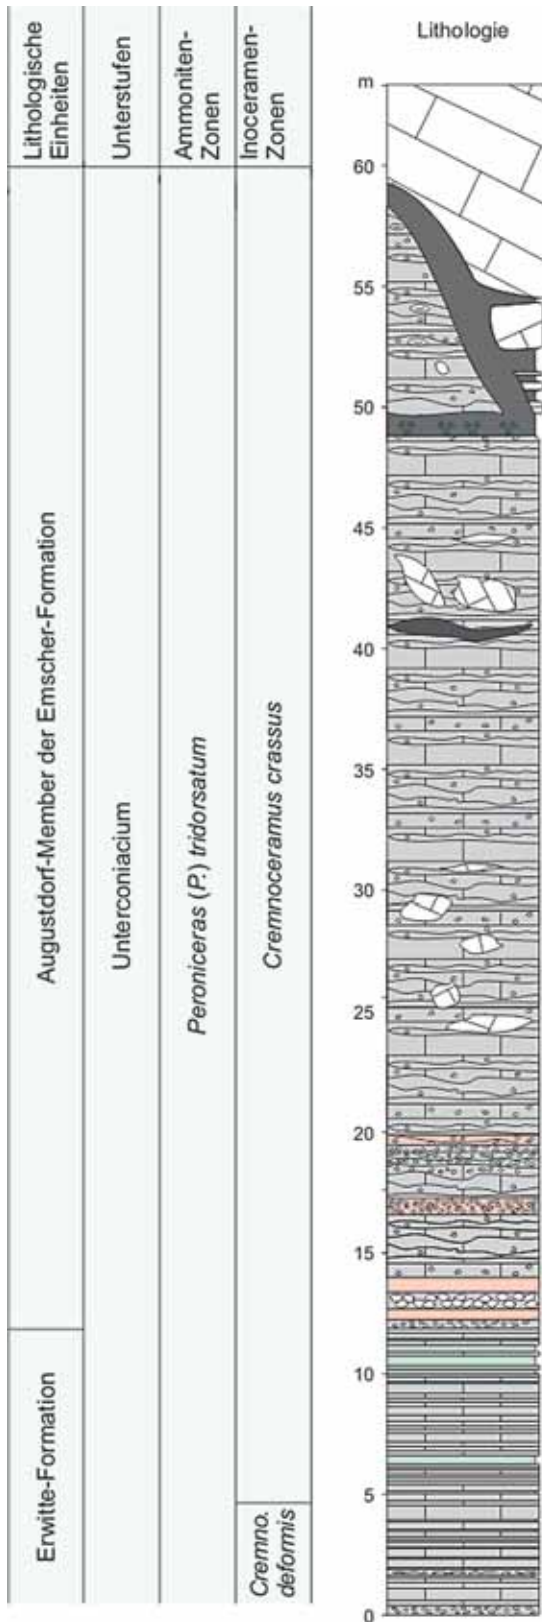 Lithologische
Einheiten
Unterstufen
Ammoniten-
Zonen
Inoceramen-
Zonen
Lithologie
m
60
55
50
45
40
35
30
25
20
15
10
5
0
Augustdorf-Member der Emscher-Formation
Erwitte-Formation
Unterconiacium
Peroniceras (P.) tridorsatum
Cremnoceramus crassus
Cremno.
deformis